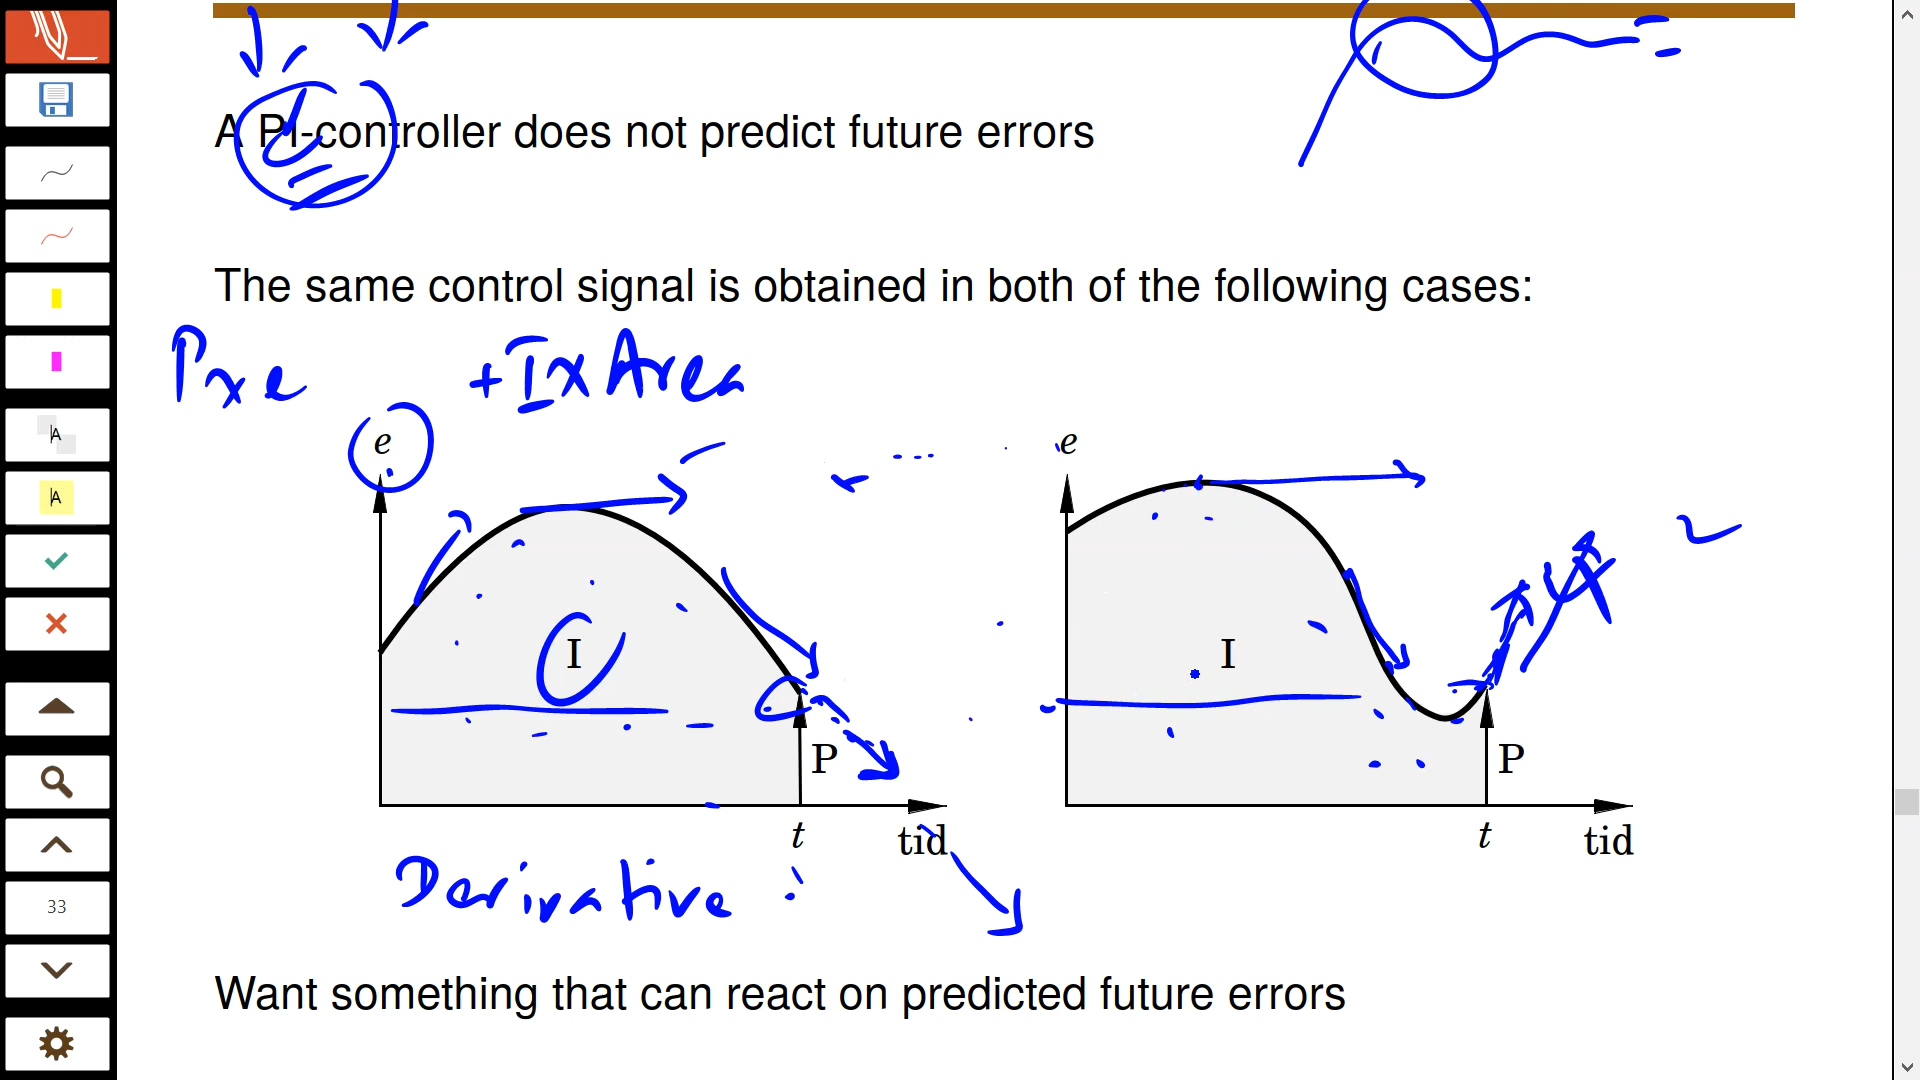 A PI-controller does not predict future errors
The same control signal is obtained in both of the following cases:
P x e + I x Area
e e
I I
P P
t tid t tid
Derivative :
Want something that can react on predicted future errors
A
A
33